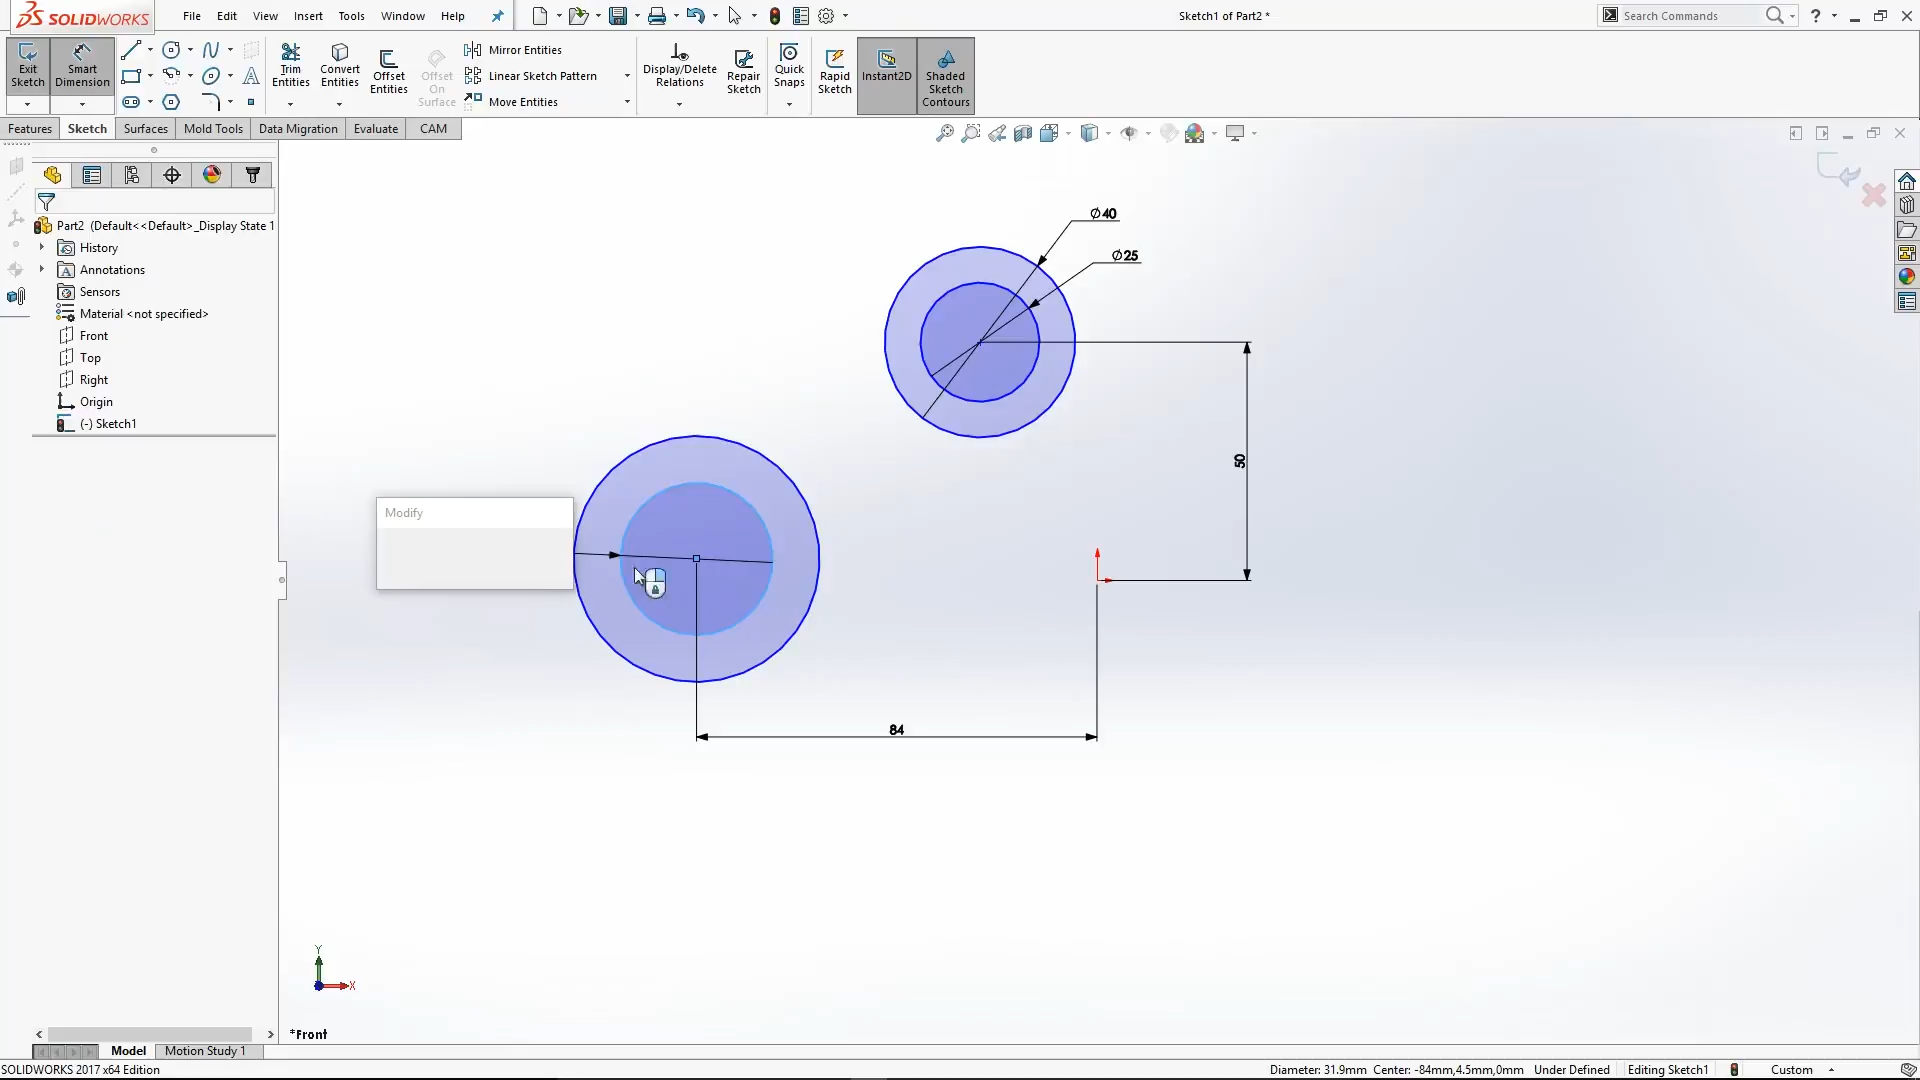 SOLIDWORKS File Edit View Insert Tools Window Help Sketch1 of Part2 * Search Commands ?
Exit Sketch Smart Dimension Trim Entities Convert Entities Offset Entities Offset On Surface Mirror Entities Linear Sketch Pattern Move Entities Display/Delete Relations Repair Sketch Quick Snaps Rapid Sketch Instant2D Shaded Sketch Contours
Features Sketch Surfaces Mold Tools Data Migration Evaluate CAM
Part2 (Default<<Default>_Display State 1
History
Annotations
Sensors
Material <not specified>
Front
Top
Right
Origin
(-) Sketch1
Ø40
Ø25
50
Modify
84
Y
X
*Front
Model Motion Study 1
SOLIDWORKS 2017 x64 Edition Diameter: 31.9mm Center: -84mm,4.5mm,0mm Under Defined Editing Sketch1 Custom